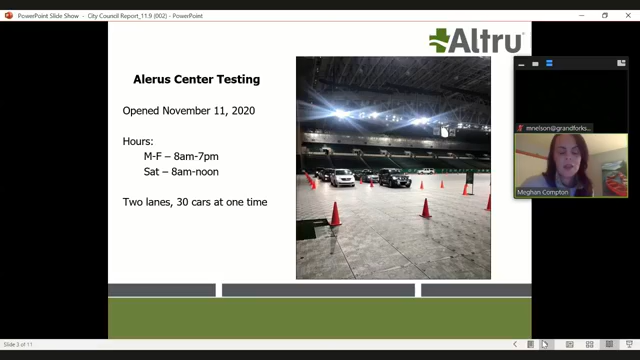 PowerPoint Slide Show - City Council Report_11.9 (002) - PowerPoint
Altru
Alerus Center Testing
Opened November 11, 2020
Hours:
M-F – 8am-7pm
Sat – 8am-noon
Two lanes, 30 cars at one time
mnelson@grandforks...
Meghan Compton
Slide 3 of 11